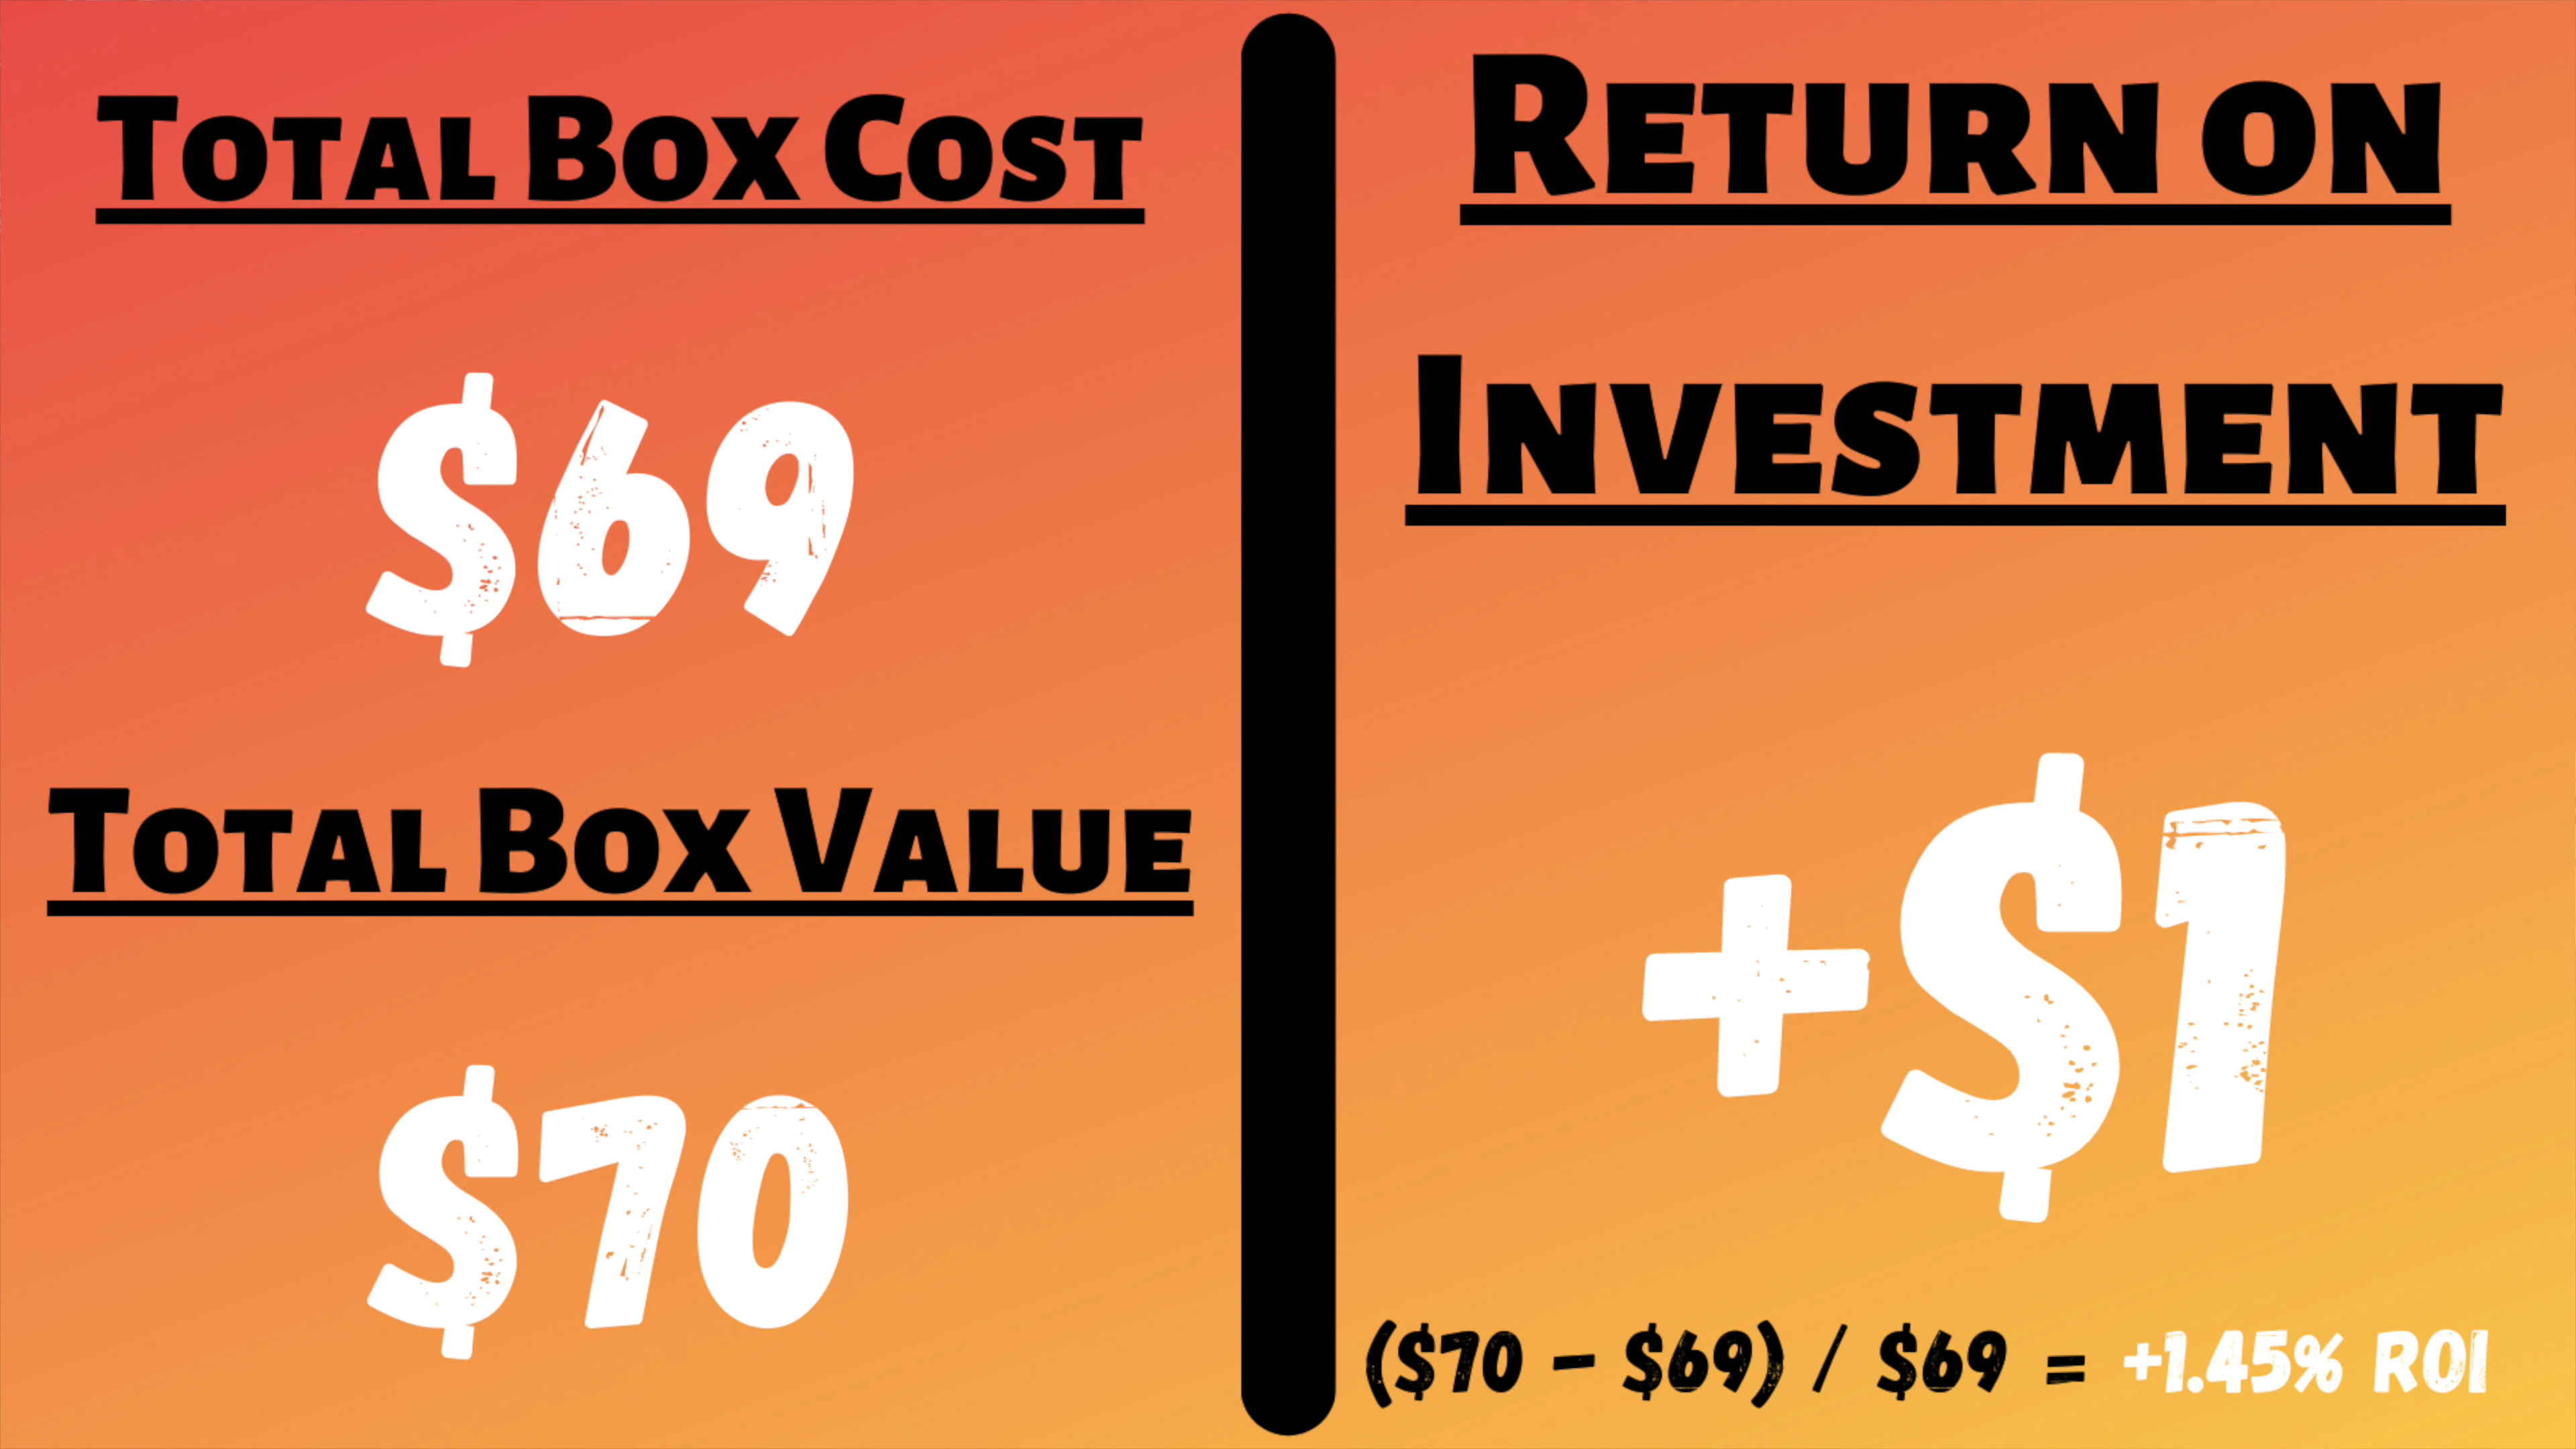 Total Box Cost
$69
Total Box Value
$70
Return on
Investment
+$1
($70 - $69) / $69 = +1.45% ROI